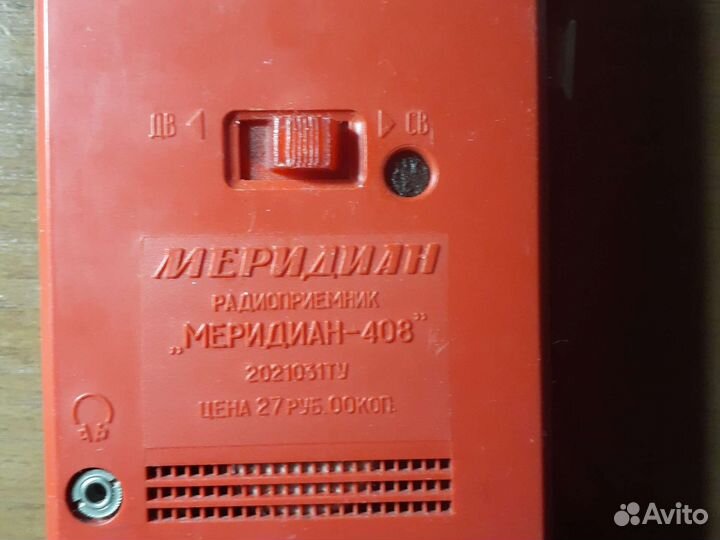 ДВ СВ
МЕРИДИАН
РАДИОПРИЕМНИК
„МЕРИДИАН-408"
2021031ТУ
ЦЕНА 27 РУБ. 00 КОП.
Avito